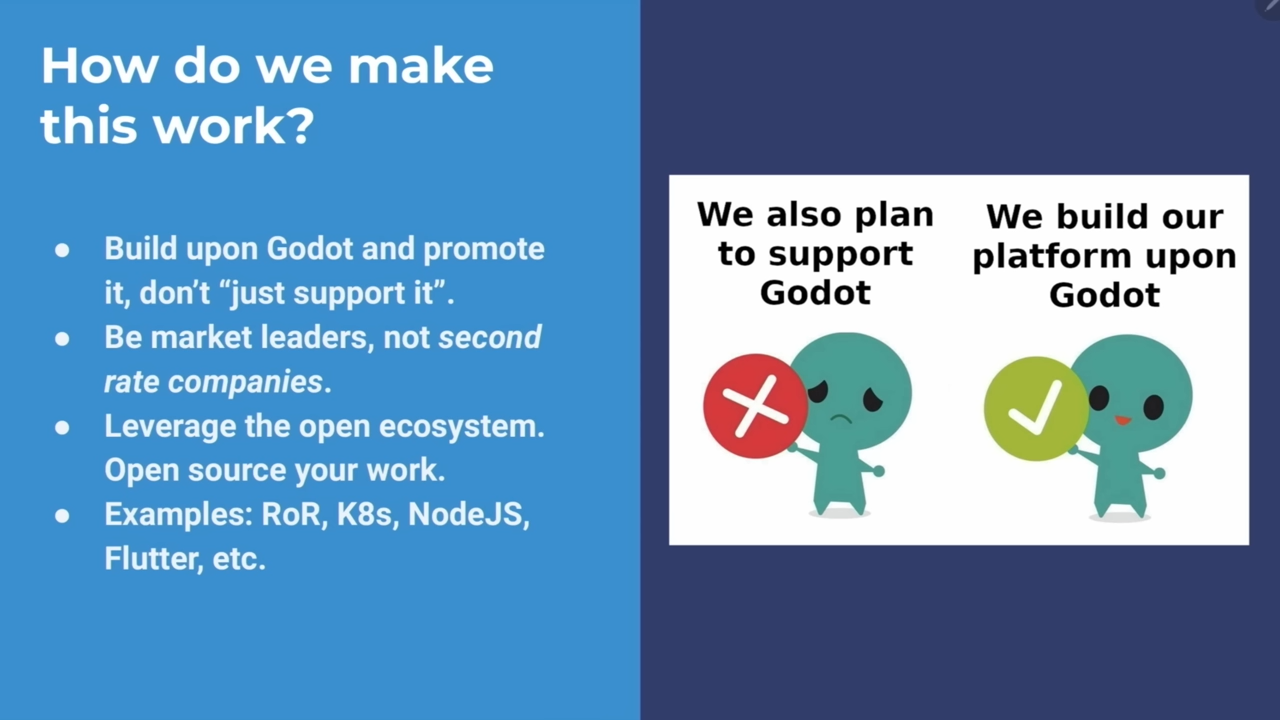 How do we make
this work?
● Build upon Godot and promote
it, don’t “just support it”.
● Be market leaders, not second
rate companies.
● Leverage the open ecosystem.
Open source your work.
● Examples: RoR, K8s, NodeJS,
Flutter, etc.
We also plan
to support
Godot
We build our
platform upon
Godot